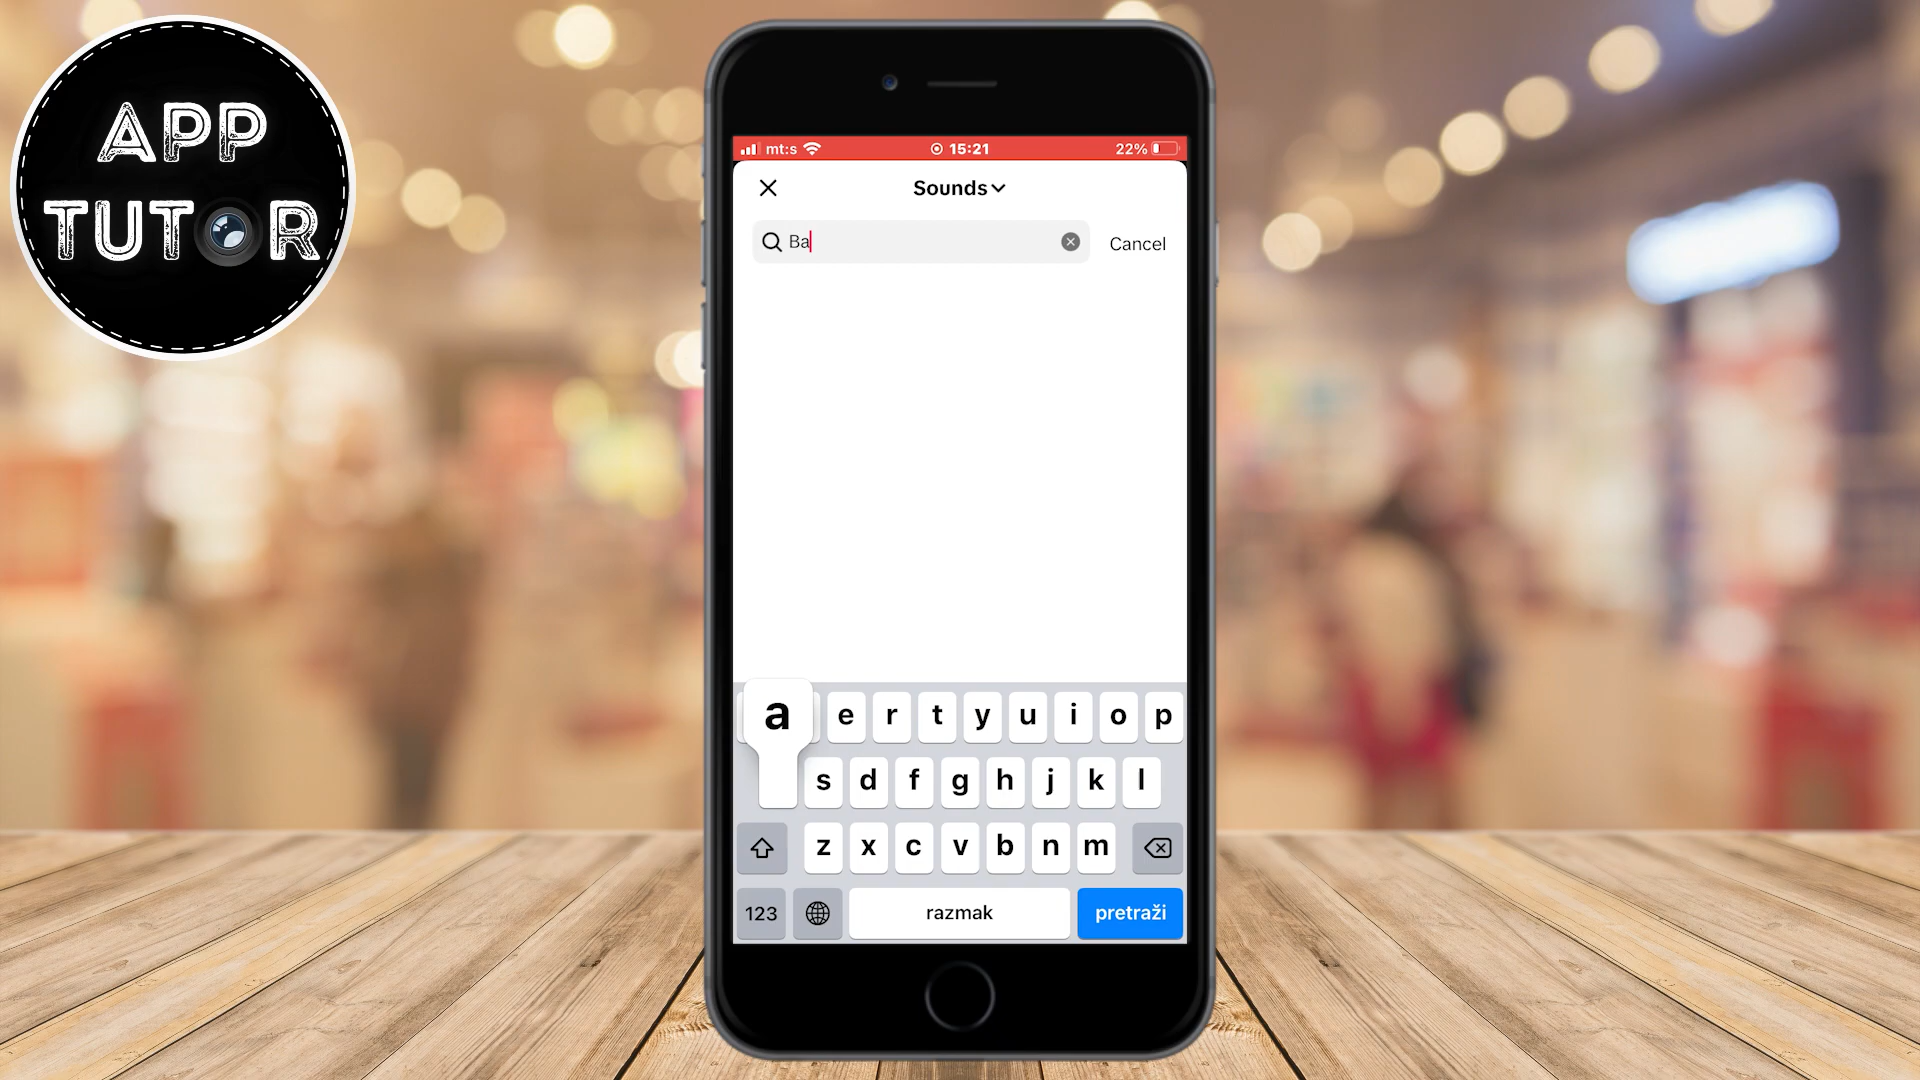 APP
TUTOR
mt:s 15:21 22%
Sounds
Ba Cancel
a e r t y u i o p
s d f g h j k l
z x c v b n m
123 razmak pretraži